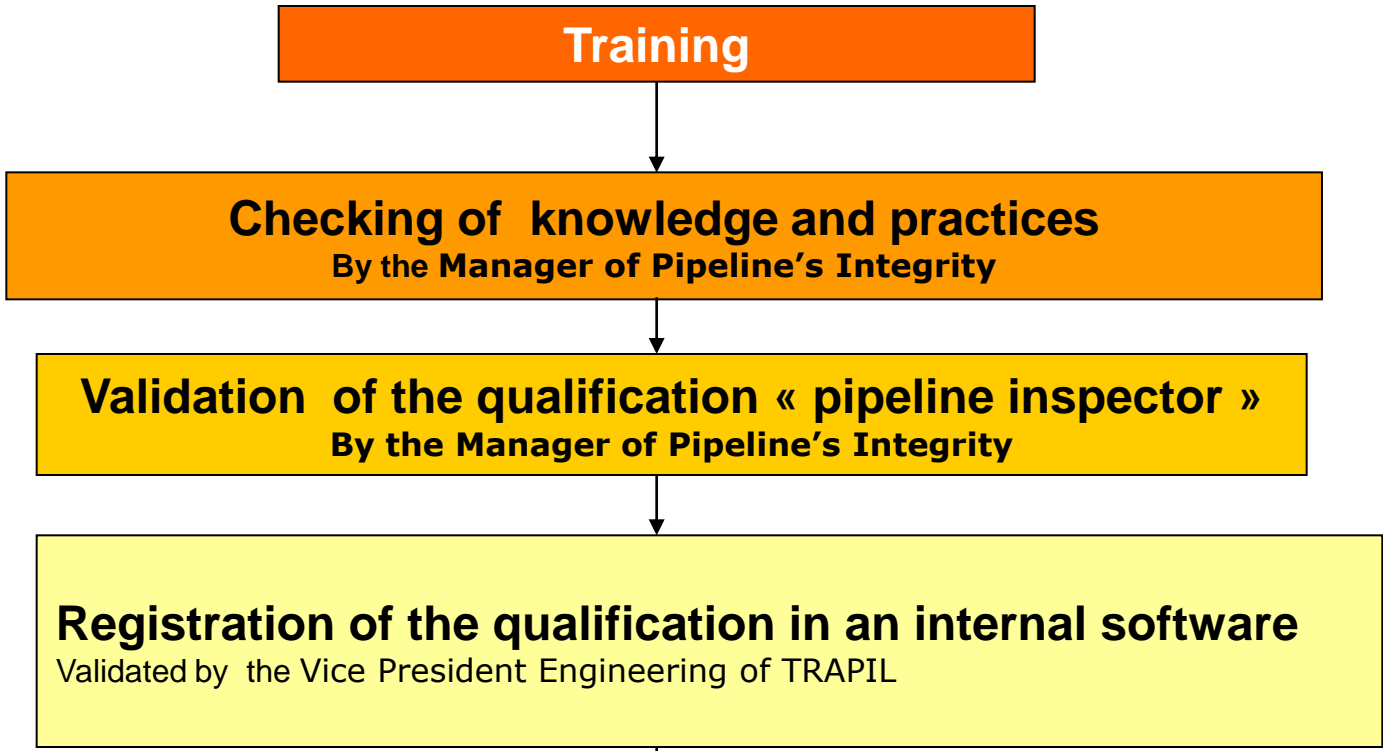 Training
Checking of knowledge and practices
By the Manager of Pipeline’s Integrity
Validation of the qualification « pipeline inspector »
By the Manager of Pipeline’s Integrity
Registration of the qualification in an internal software
Validated by the Vice President Engineering of TRAPIL